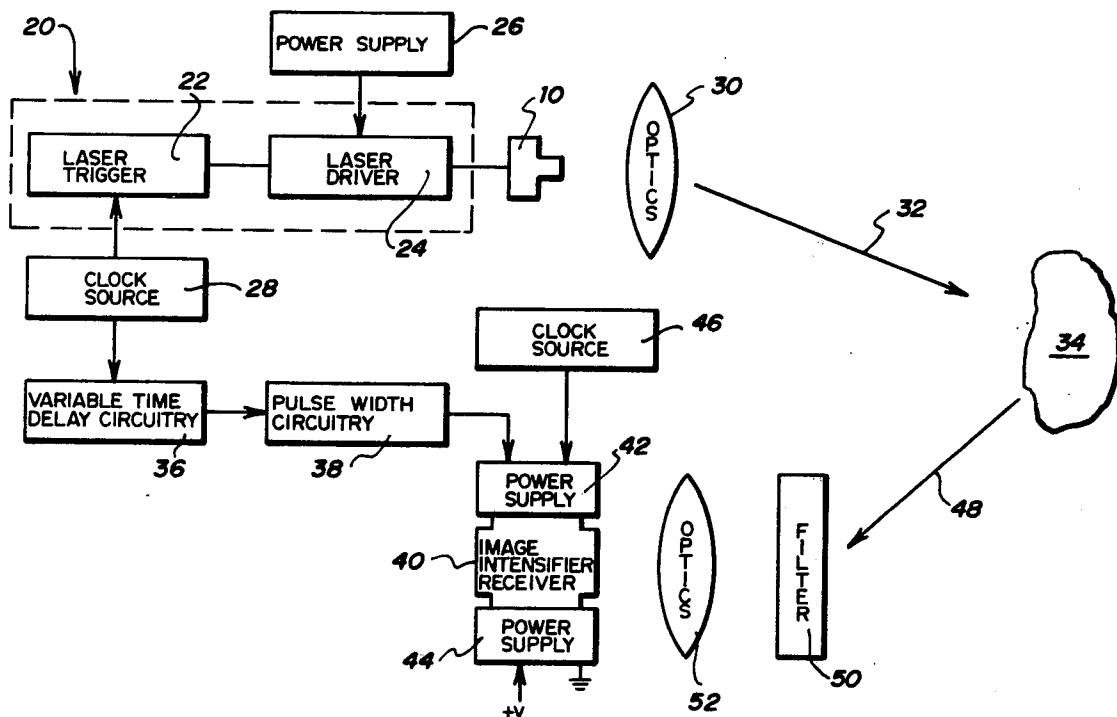 20
POWER SUPPLY
26
22
10
30
LASER
TRIGGER
LASER
DRIVER
OPTICS
32
24
CLOCK
SOURCE
28
CLOCK
SOURCE
46
34
VARIABLE TIME
DELAY CIRCUITRY
PULSE WIDTH
CIRCUITRY
36
38
42
POWER
SUPPLY
48
40
IMAGE
INTENSIFIER
RECEIVER
OPTICS
FILTER
POWER
SUPPLY
44
52
50
+V